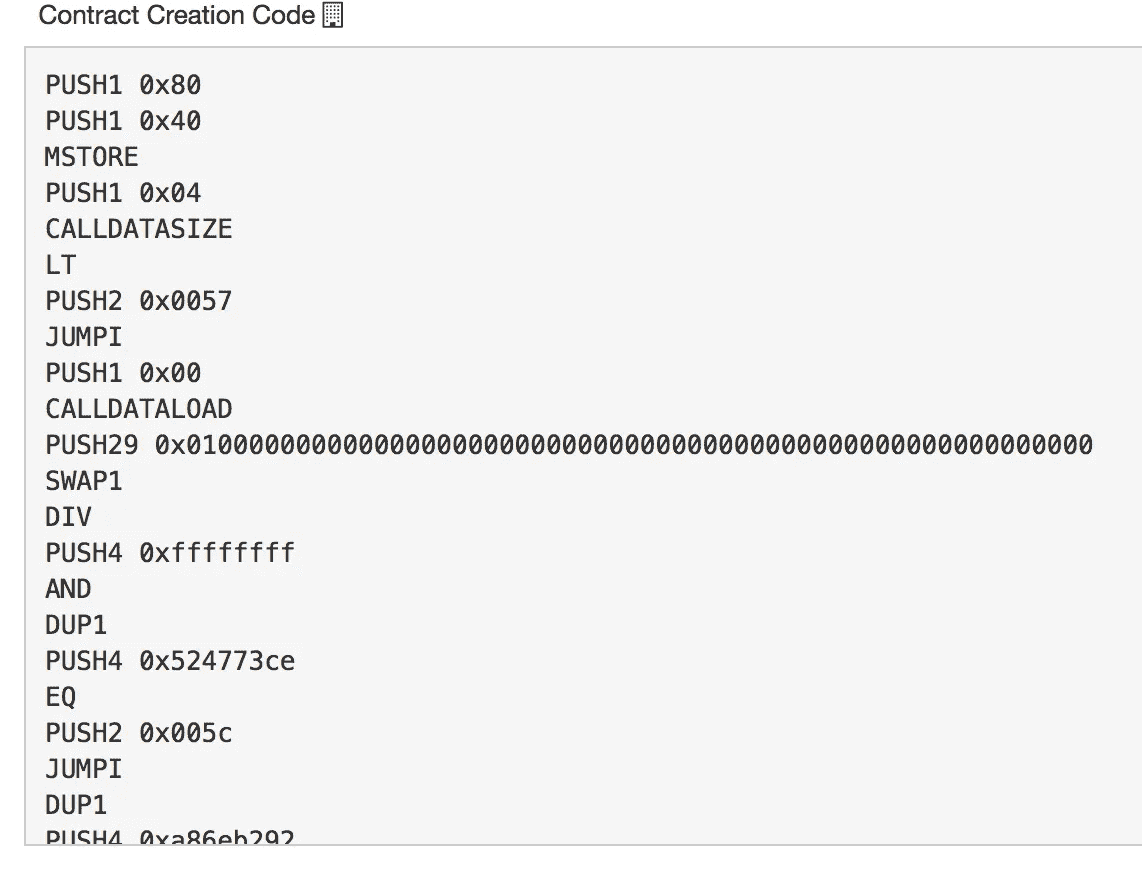 Contract Creation Code
PUSH1 0x80
PUSH1 0x40
MSTORE
PUSH1 0x04
CALLDATASIZE
LT
PUSH2 0x0057
JUMPI
PUSH1 0x00
CALLDATALOAD
PUSH29 0x0100000000000000000000000000000000000000000000000000000000
SWAP1
DIV
PUSH4 0xffffffff
AND
DUP1
PUSH4 0x524773ce
EQ
PUSH2 0x005c
JUMPI
DUP1
PUSH4 0xa86eb292